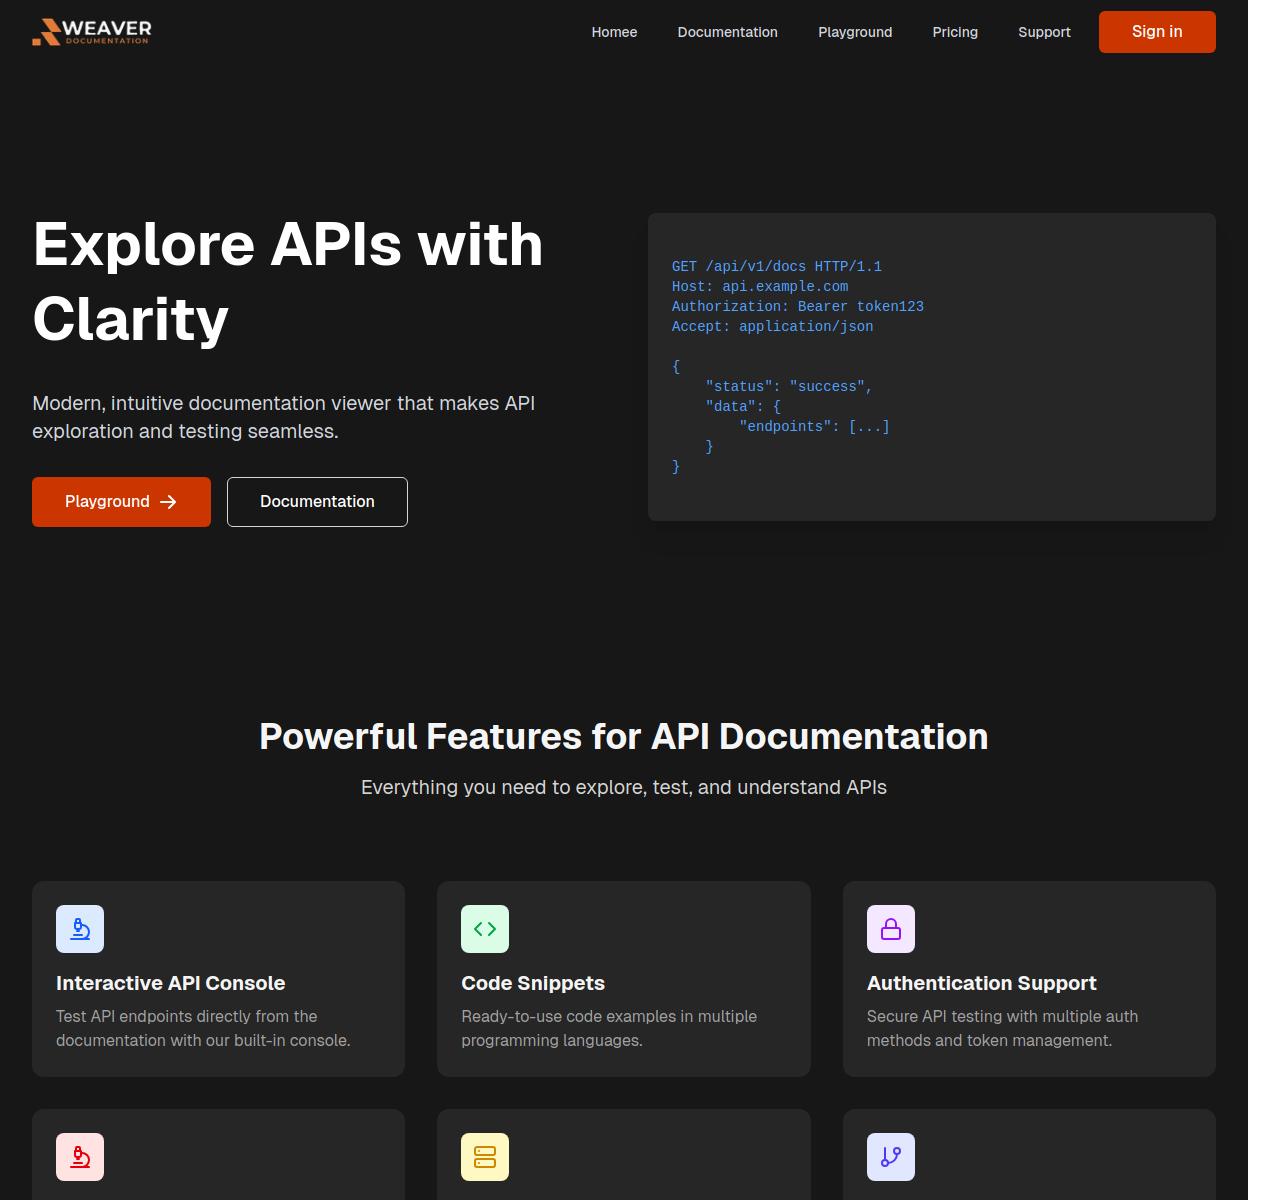 WEAVER
DOCUMENTATION
Homee Documentation Playground Pricing Support Sign in
Explore APIs with
Clarity
Modern, intuitive documentation viewer that makes API
exploration and testing seamless.
Playground Documentation
GET /api/v1/docs HTTP/1.1
Host: api.example.com
Authorization: Bearer token123
Accept: application/json
{
    "status": "success",
    "data": {
        "endpoints": [...]
    }
}
Powerful Features for API Documentation
Everything you need to explore, test, and understand APIs
Interactive API Console
Test API endpoints directly from the
documentation with our built-in console.
Code Snippets
Ready-to-use code examples in multiple
programming languages.
Authentication Support
Secure API testing with multiple auth
methods and token management.